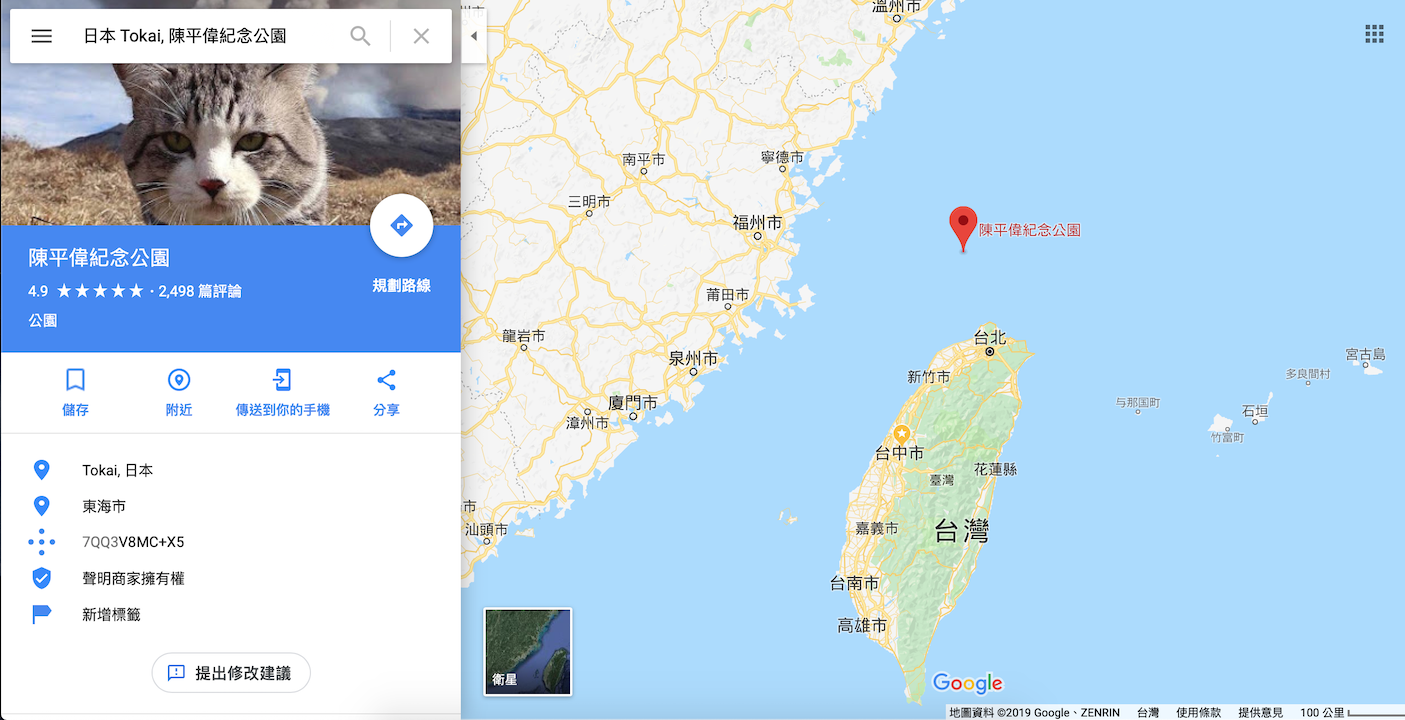 日本 Tokai, 陳平偉紀念公園
陳平偉紀念公園
4.9 ★★★★★ · 2,498 篇評論
公園
規劃路線
儲存
附近
傳送到你的手機
分享
Tokai, 日本
東海市
7QQ3V8MC+X5
聲明商家擁有權
新增標籤
提出修改建議
溫州市
南平市
寧德市
三明市
福州市
陳平偉紀念公園
莆田市
龍岩市
泉州市
台北
宮古島
新竹市
多良間村
廈門市
漳州市
与那国町
石垣
竹富町
台中市
花蓮縣
臺灣
市
汕頭市
嘉義市
台灣
台南市
高雄市
衛星
Google
地圖資料 ©2019 Google、ZENRIN 台灣 使用條款 提供意見 100 公里